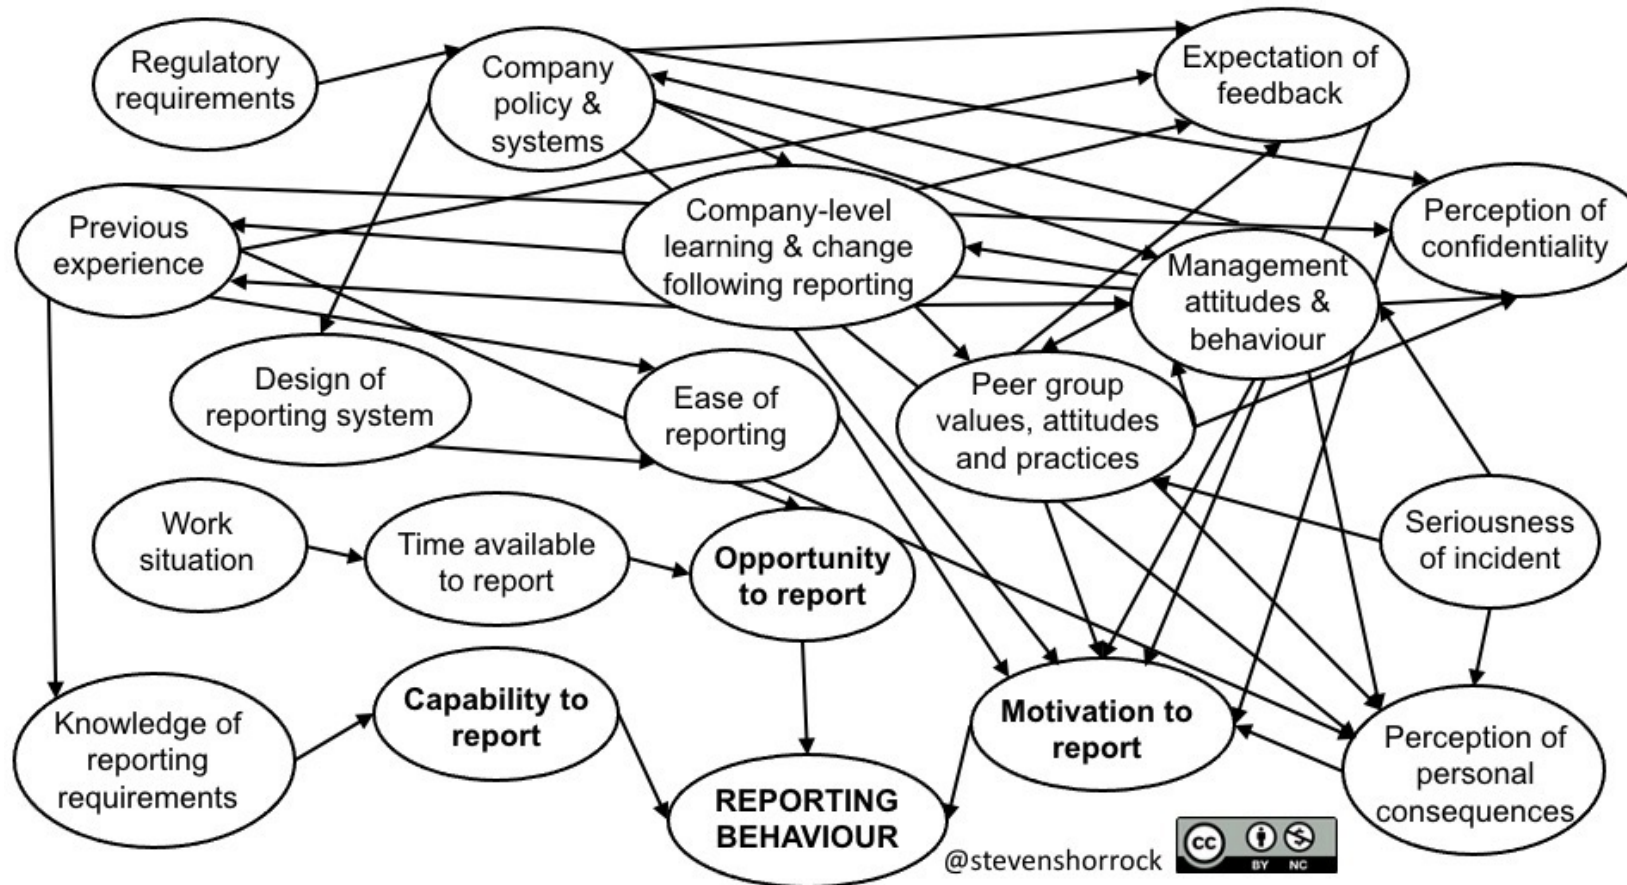 Regulatory
requirements
Company
policy &
systems
Expectation of
feedback
Previous
experience
Company-level
learning & change
following reporting
Management
attitudes &
behaviour
Perception of
confidentiality
Design of
reporting system
Ease of
reporting
Peer group
values, attitudes
and practices
Work
situation
Time available
to report
Opportunity
to report
Seriousness
of incident
Knowledge of
reporting
requirements
Capability to
report
Motivation to
report
Perception of
personal
consequences
REPORTING
BEHAVIOUR
@stevenshorrock
cc
BY NC